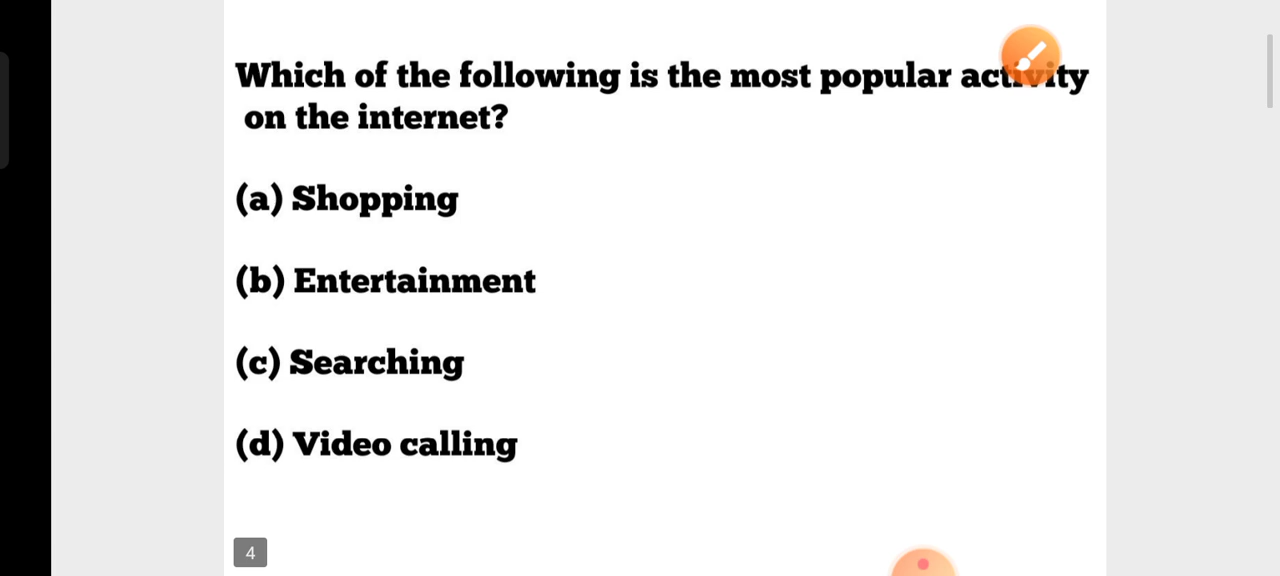 Which of the following is the most popular activity
on the internet?
(a) Shopping
(b) Entertainment
(c) Searching
(d) Video calling
4